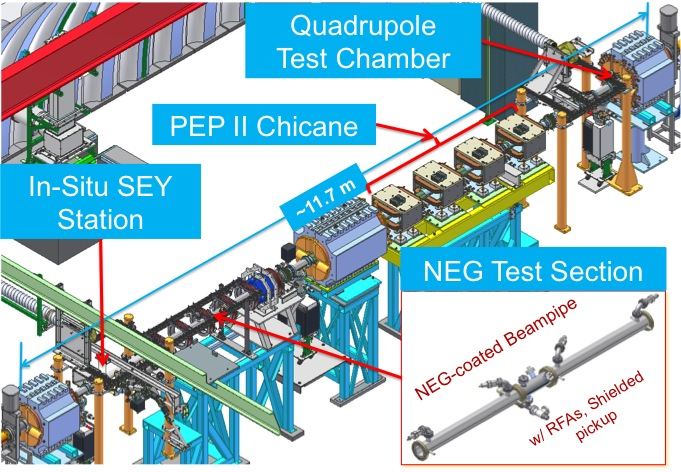 Quadrupole
Test Chamber
PEP II Chicane
In-Situ SEY
Station
~11.7 m
NEG Test Section
NEG-coated Beampipe
w/ RFAs, Shielded
pickup